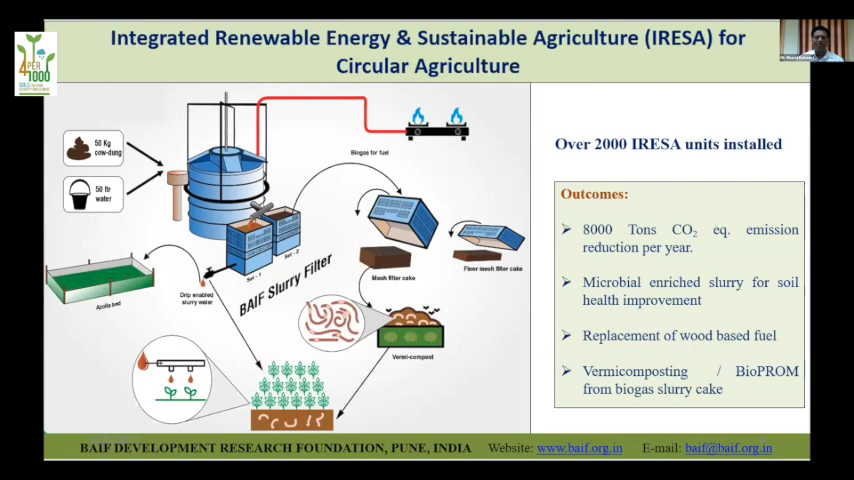 Integrated Renewable Energy & Sustainable Agriculture (IRESA) for
Circular Agriculture
4PER
1000
50 Kg
cow-dung
50 ltr
water
Biogas for fuel
Over 2000 IRESA units installed
Outcomes:
➢ 8000 Tons CO₂ eq. emission
reduction per year.
➢ Microbial enriched slurry for soil
health improvement
➢ Replacement of wood based fuel
➢ Vermicomposting / BioPROM
from biogas slurry cake
Set - 1
Set - 2
BAIF Slurry Filter
Mesh filter cake
Finer mesh filter cake
Azolla bed
Drip enabled
slurry water
Vermi-compost
BAIF DEVELOPMENT RESEARCH FOUNDATION, PUNE, INDIA Website: www.baif.org.in E-mail: baif@baif.org.in